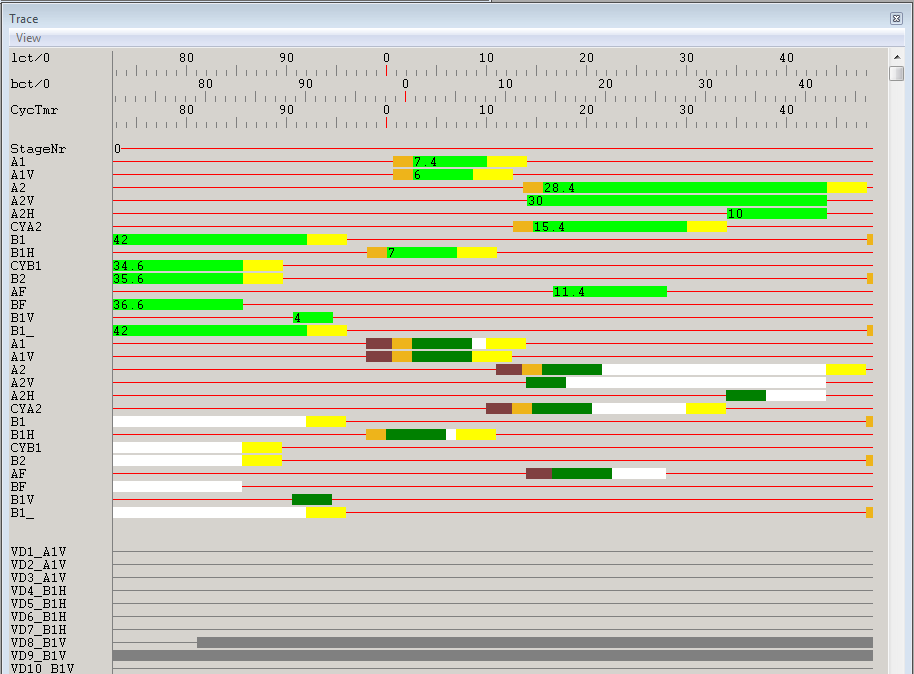 Trace
View
lct/0 80 90 0 10 20 30 40
bct/0 80 90 0 10 20 30 40
CycTmr 80 90 0 10 20 30 40
StageNr 0
A1 7.4
A1V 6
A2 28.4
A2V 30
A2H 10
CYA2 15.4
B1 42
B1H 7
CYB1 34.6
B2 35.6
AF 11.4
BF 36.6
B1V 4
B1_ 42
A1
A1V
A2
A2V
A2H
CYA2
B1
B1H
CYB1
B2
AF
BF
B1V
B1_
VD1_A1V
VD2_A1V
VD3_A1V
VD4_B1H
VD5_B1H
VD6_B1H
VD7_B1H
VD8_B1V
VD9_B1V
VD10_B1V